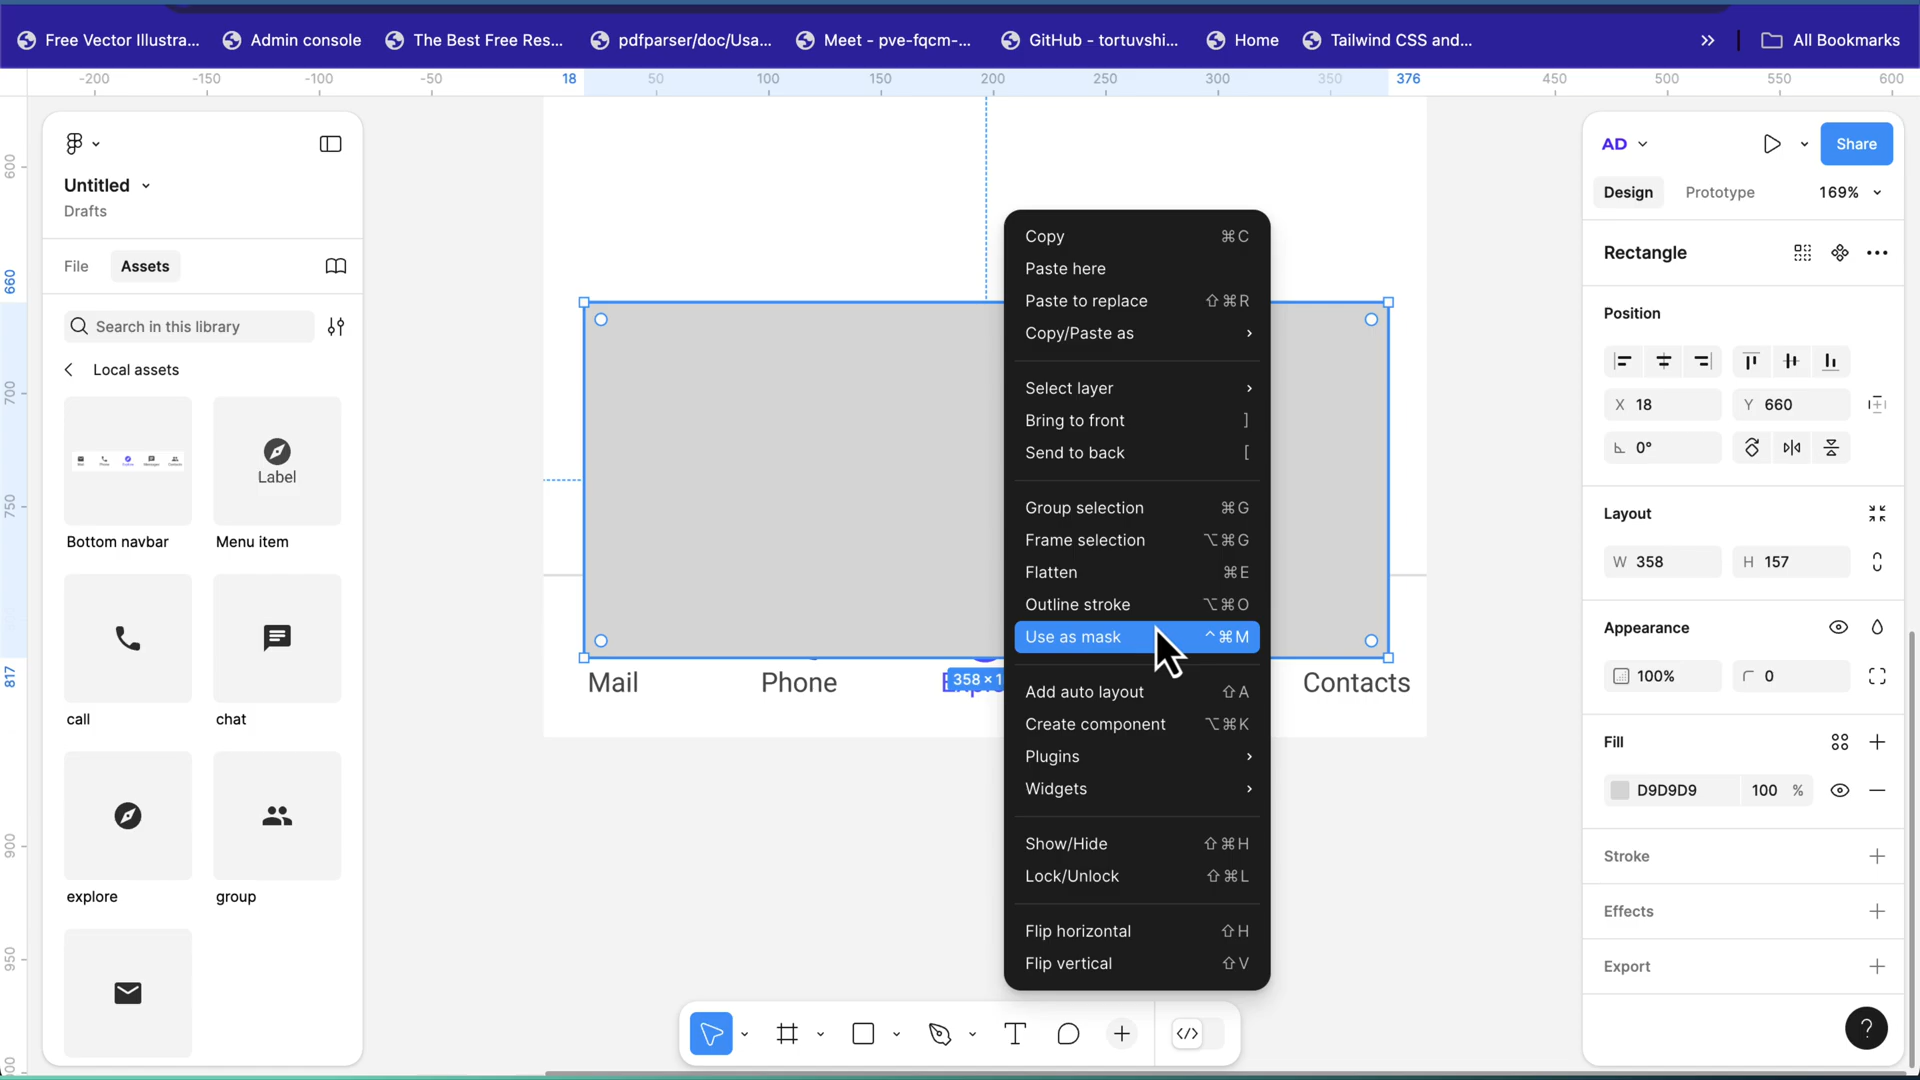 Free Vector Illustra...
Admin console
The Best Free Res...
pdfparser/doc/Usa...
Meet - pve-fqcm-...
GitHub - tortuvshi...
Home
Tailwind CSS and...
All Bookmarks
-200 -150 -100 -50 18 50 100 150 200 250 300 350 376 450 500 550 600
600
660
700
750
817
900
950
Untitled
Drafts
File Assets
Search in this library
Local assets
Label
Bottom navbar Menu item
call chat
explore group
Mail Phone Contacts
Copy ⌘C
Paste here
Paste to replace ⇧⌘R
Copy/Paste as
Select layer
Bring to front ]
Send to back [
Group selection ⌘G
Frame selection ⌥⌘G
Flatten ⌘E
Outline stroke ⌥⌘O
Use as mask ^⌘M
Add auto layout ⇧A
Create component ⌥⌘K
Plugins
Widgets
Show/Hide ⇧⌘H
Lock/Unlock ⇧⌘L
Flip horizontal ⇧H
Flip vertical ⇧V
AD Share
Design Prototype 169%
Rectangle
Position
X 18 Y 660
0°
Layout
W 358 H 157
Appearance
100% 0
Fill
D9D9D9 100 %
Stroke
Effects
Export
?